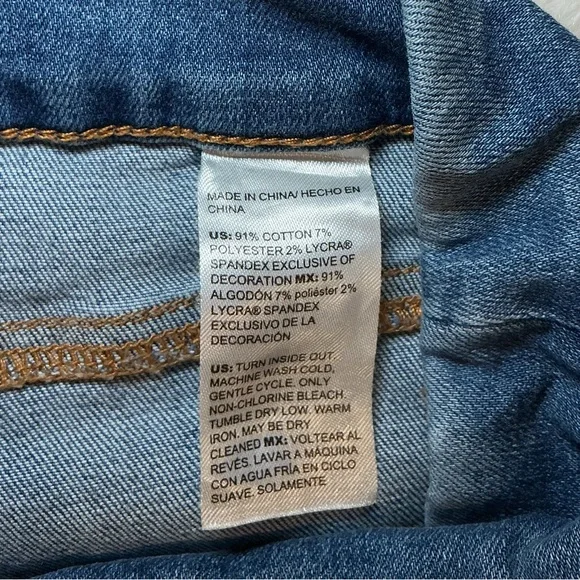 MADE IN CHINA/ HECHO EN
CHINA
US: 91% COTTON 7%
POLYESTER 2% LYCRA®
SPANDEX EXCLUSIVE OF
DECORATION MX: 91%
ALGODÓN 7% poliéster 2%
LYCRA® SPANDEX
EXCLUSIVO DE LA
DECORACIÓN
US: TURN INSIDE OUT.
MACHINE WASH COLD,
GENTLE CYCLE. ONLY
NON-CHLORINE BLEACH.
TUMBLE DRY LOW. WARM
IRON. MAY BE DRY
CLEANED MX: VOLTEAR AL
REVÉS. LAVAR A MÁQUINA
CON AGUA FRÍA EN CICLO
SUAVE. SOLAMENTE